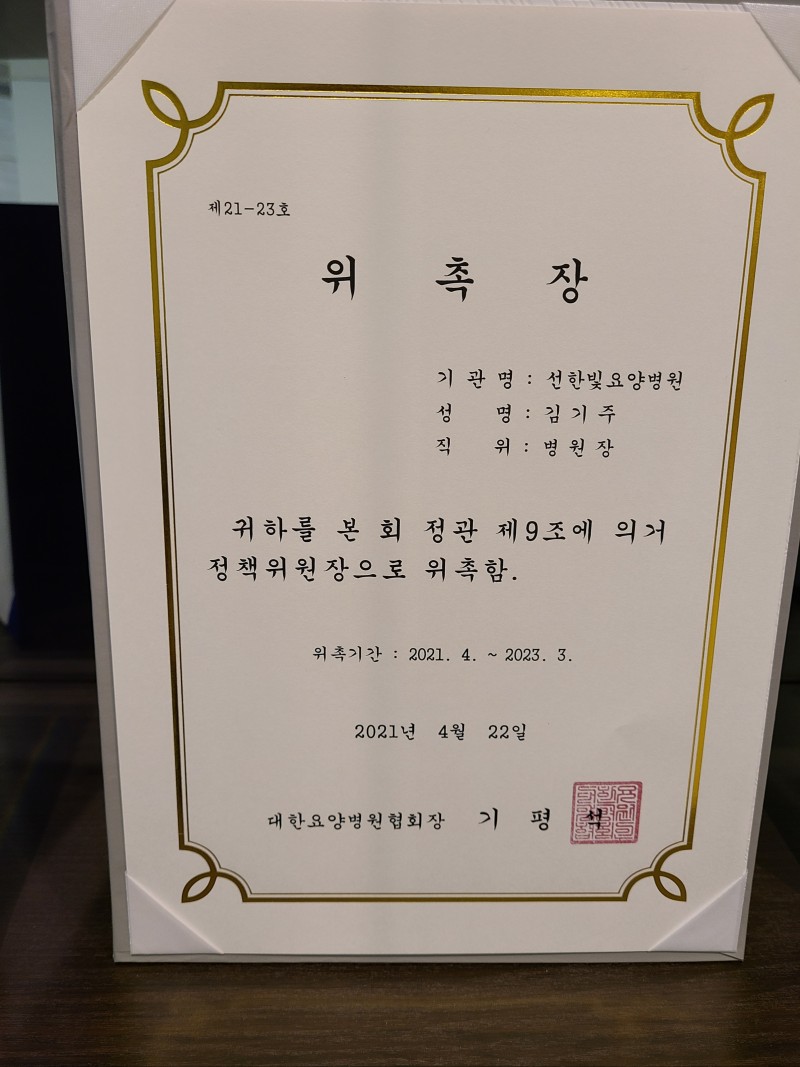 제21-23호
위 촉 장
기 관 명 : 선한빛요양병원
성 명 : 김 기 주
직 위 : 병 원 장
귀하를 본 회 정관 제9조에 의거
정책위원장으로 위촉함.
위촉기간 : 2021. 4. ~ 2023. 3.
2021년 4월 22일
대한요양병원협회장 기 평 석